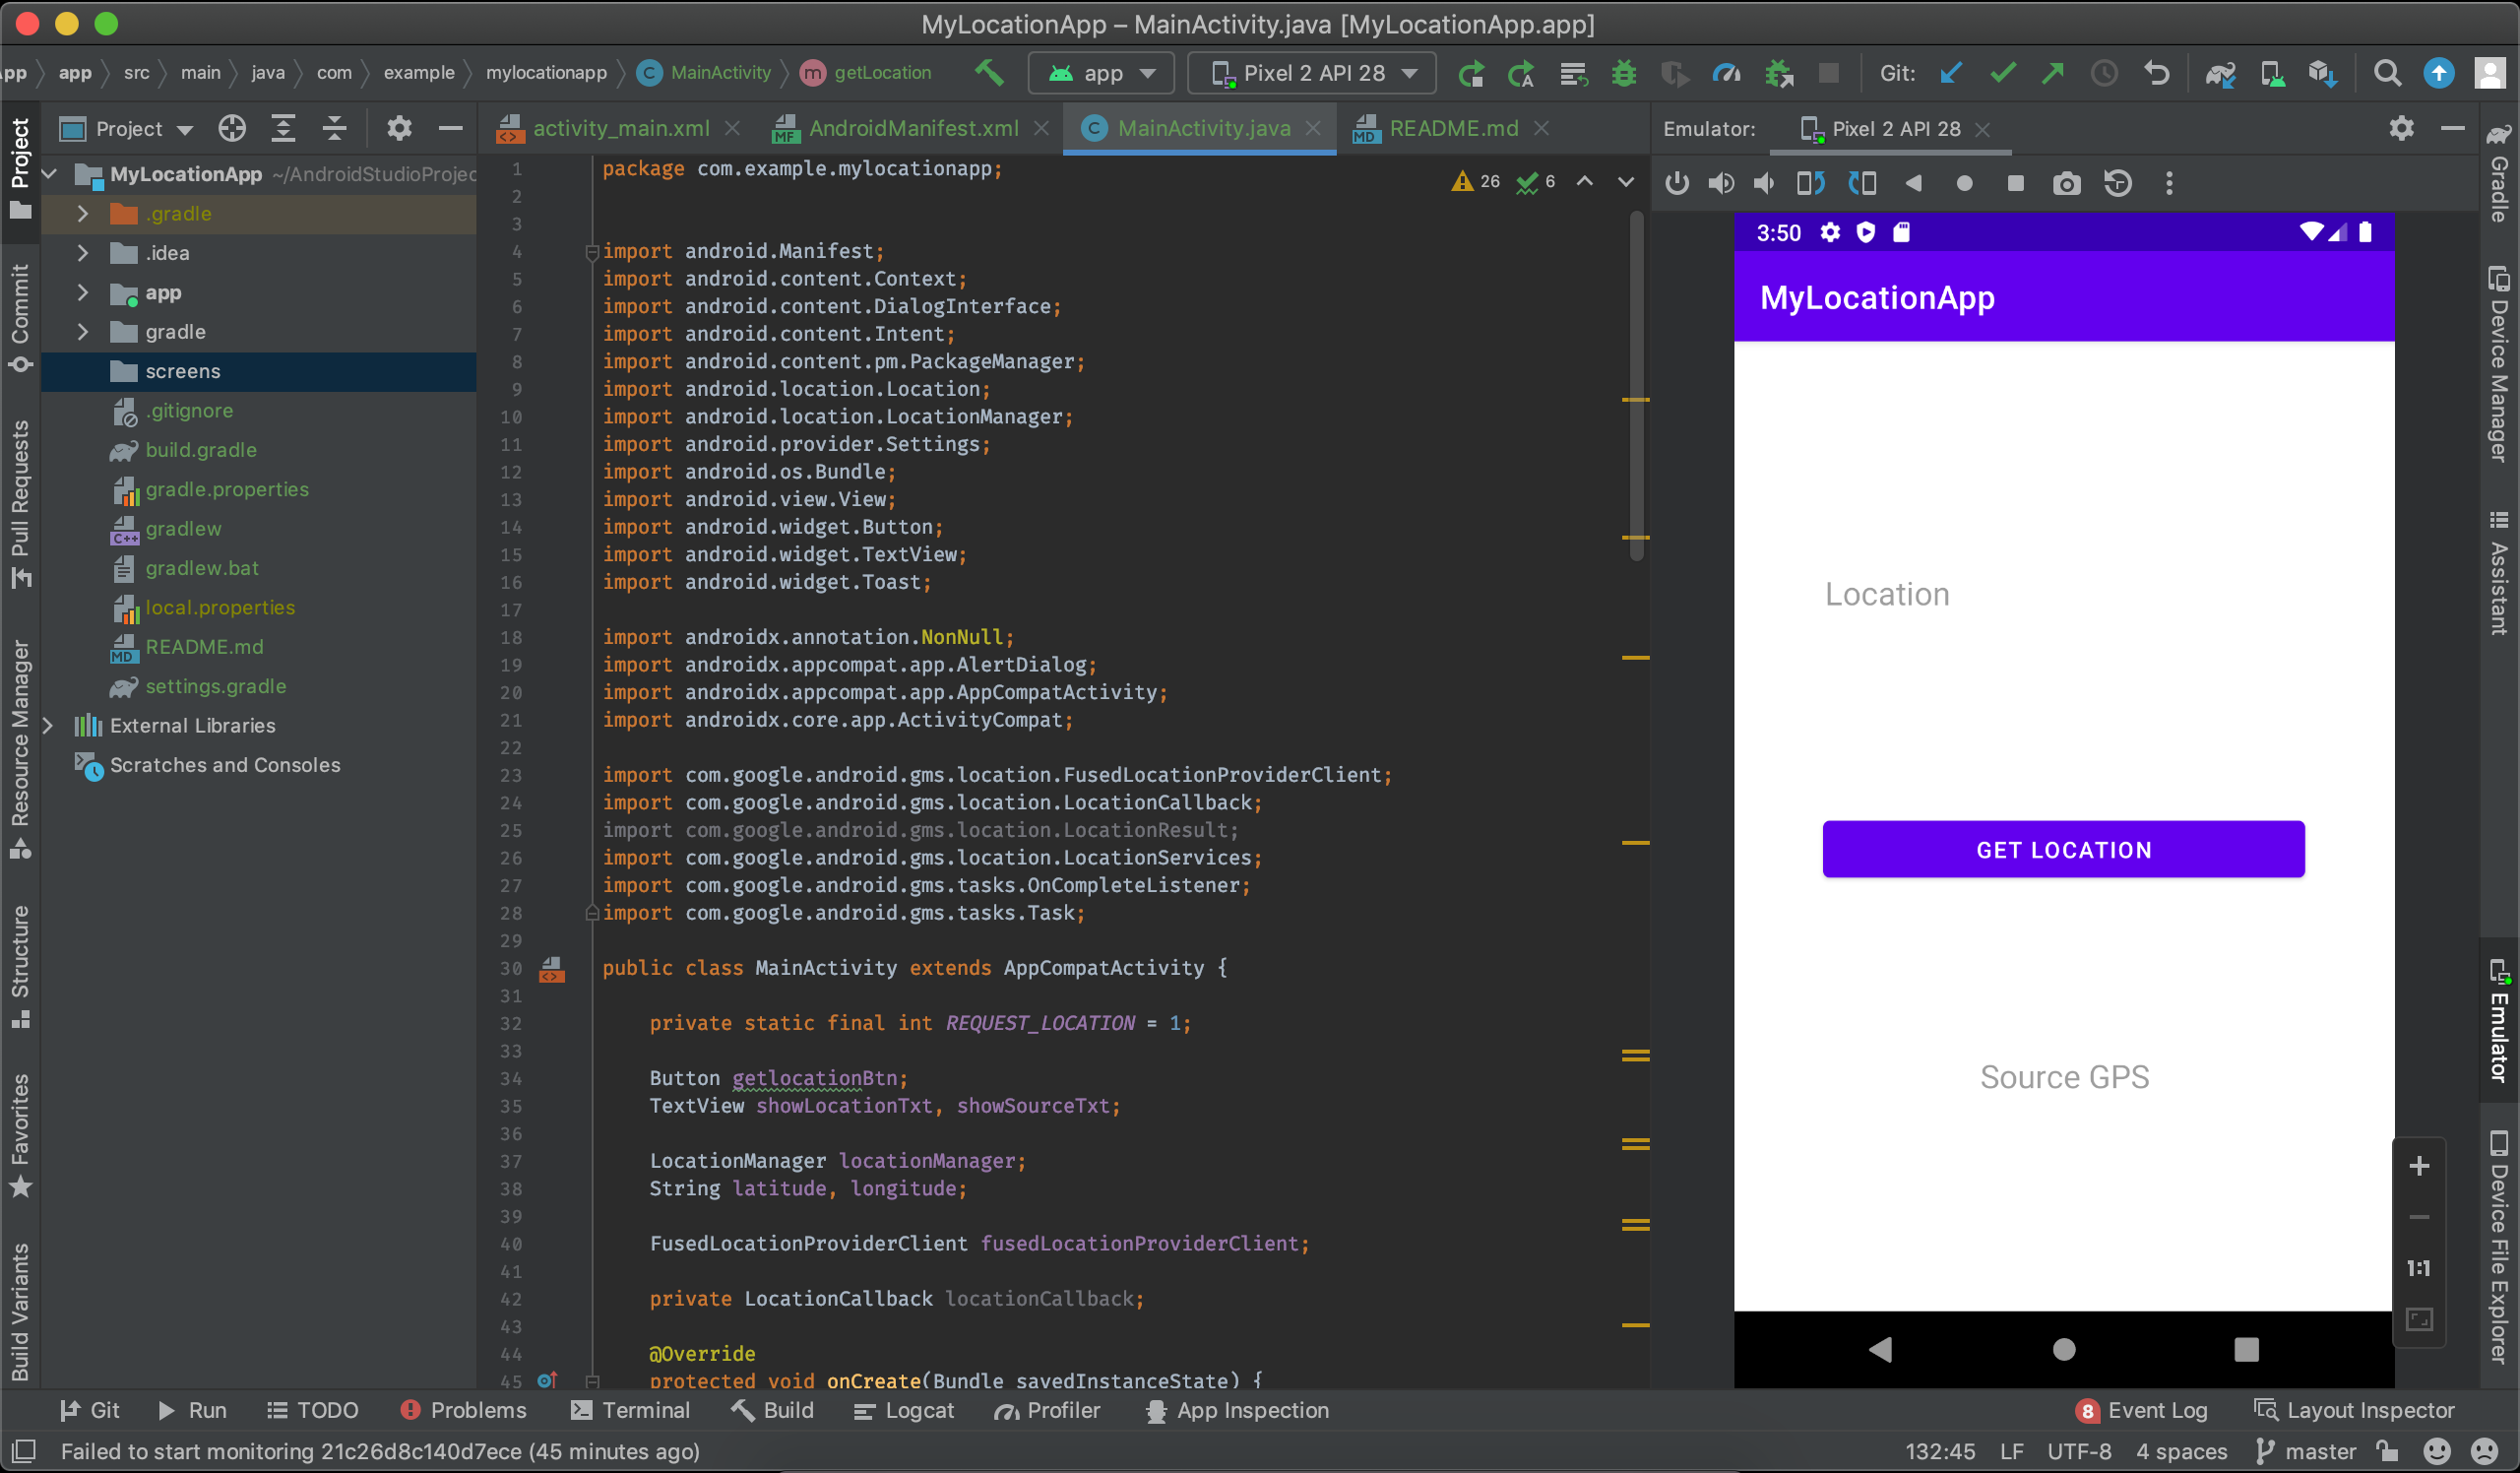 MyLocationApp – MainActivity.java [MyLocationApp.app]
pp app src main java com example mylocationapp C MainActivity m getLocation app Pixel 2 API 28 Git:
Project activity_main.xml AndroidManifest.xml MainActivity.java README.md Emulator: Pixel 2 API 28
Project
Commit
Pull Requests
Resource Manager
Structure
Favorites
Build Variants
MyLocationApp ~/AndroidStudioProjec
.gradle
.idea
app
gradle
screens
.gitignore
build.gradle
gradle.properties
gradlew
gradlew.bat
local.properties
README.md
settings.gradle
External Libraries
Scratches and Consoles
26 6
1 package com.example.mylocationapp;
2
3
4 import android.Manifest;
5 import android.content.Context;
6 import android.content.DialogInterface;
7 import android.content.Intent;
8 import android.content.pm.PackageManager;
9 import android.location.Location;
10 import android.location.LocationManager;
11 import android.provider.Settings;
12 import android.os.Bundle;
13 import android.view.View;
14 import android.widget.Button;
15 import android.widget.TextView;
16 import android.widget.Toast;
17
18 import androidx.annotation.NonNull;
19 import androidx.appcompat.app.AlertDialog;
20 import androidx.appcompat.app.AppCompatActivity;
21 import androidx.core.app.ActivityCompat;
22
23 import com.google.android.gms.location.FusedLocationProviderClient;
24 import com.google.android.gms.location.LocationCallback;
25 import com.google.android.gms.location.LocationResult;
26 import com.google.android.gms.location.LocationServices;
27 import com.google.android.gms.tasks.OnCompleteListener;
28 import com.google.android.gms.tasks.Task;
29
30 public class MainActivity extends AppCompatActivity {
31
32 private static final int REQUEST_LOCATION = 1;
33
34 Button getlocationBtn;
35 TextView showLocationTxt, showSourceTxt;
36
37 LocationManager locationManager;
38 String latitude, longitude;
39
40 FusedLocationProviderClient fusedLocationProviderClient;
41
42 private LocationCallback locationCallback;
43
44 @Override
45 protected void onCreate(Bundle savedInstanceState) {
3:50
MyLocationApp
Location
GET LOCATION
Source GPS
1:1
Gradle
Device Manager
Assistant
Emulator
Device File Explorer
Git Run TODO Problems Terminal Build Logcat Profiler App Inspection 8 Event Log Layout Inspector
Failed to start monitoring 21c26d8c140d7ece (45 minutes ago) 132:45 LF UTF-8 4 spaces master